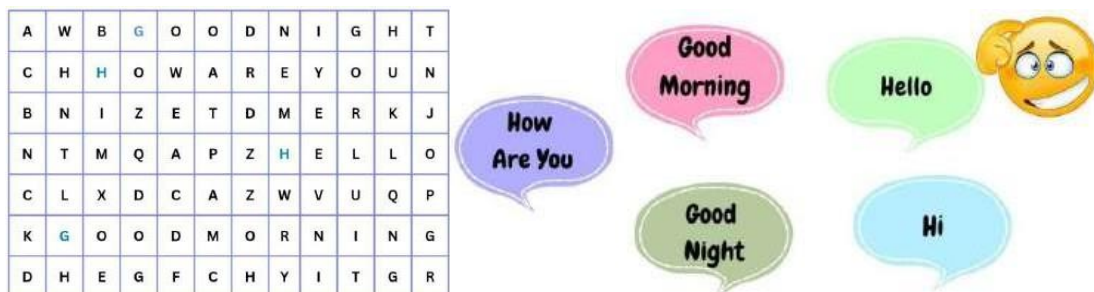 A W B G O O D N I G H T
C H H O W A R E Y O U N
B N I Z E T D M E R K J
N T M Q A P Z H E L L O
C L X D C A Z W V U Q P
K G O O D M O R N I N G
D H E G F C H Y I T G R
Good
Morning
Hello
How
Are You
Good
Night
Hi